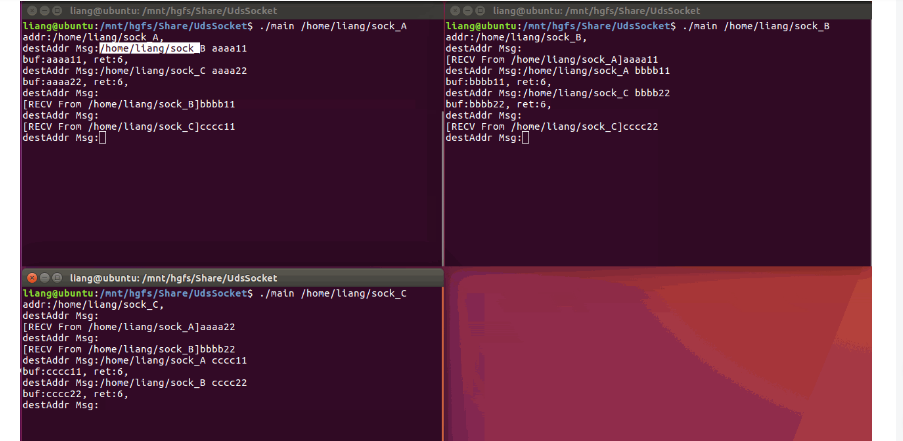 liang@ubuntu: /mnt/hgfs/Share/UdsSocket
liang@ubuntu:/mnt/hgfs/Share/UdsSocket$ ./main /home/liang/sock_A
addr:/home/liang/sock_A,
destAddr Msg:/home/liang/sock_B aaaa11
buf:aaaa11, ret:6,
destAddr Msg:/home/liang/sock_C aaaa22
buf:aaaa22, ret:6,
destAddr Msg:
[RECV From /home/liang/sock_B]bbbb11
destAddr Msg:
[RECV From /home/liang/sock_C]cccc11
destAddr Msg:
liang@ubuntu: /mnt/hgfs/Share/UdsSocket
liang@ubuntu:/mnt/hgfs/Share/UdsSocket$ ./main /home/liang/sock_B
addr:/home/liang/sock_B,
destAddr Msg:
[RECV From /home/liang/sock_A]aaaa11
destAddr Msg:/home/liang/sock_A bbbb11
buf:bbbb11, ret:6,
destAddr Msg:/home/liang/sock_C bbbb22
buf:bbbb22, ret:6,
destAddr Msg:
[RECV From /home/liang/sock_C]cccc22
destAddr Msg:
liang@ubuntu: /mnt/hgfs/Share/UdsSocket
liang@ubuntu:/mnt/hgfs/Share/UdsSocket$ ./main /home/liang/sock_C
addr:/home/liang/sock_C,
destAddr Msg:
[RECV From /home/liang/sock_A]aaaa22
destAddr Msg:
[RECV From /home/liang/sock_B]bbbb22
destAddr Msg:/home/liang/sock_A cccc11
buf:cccc11, ret:6,
destAddr Msg:/home/liang/sock_B cccc22
buf:cccc22, ret:6,
destAddr Msg: